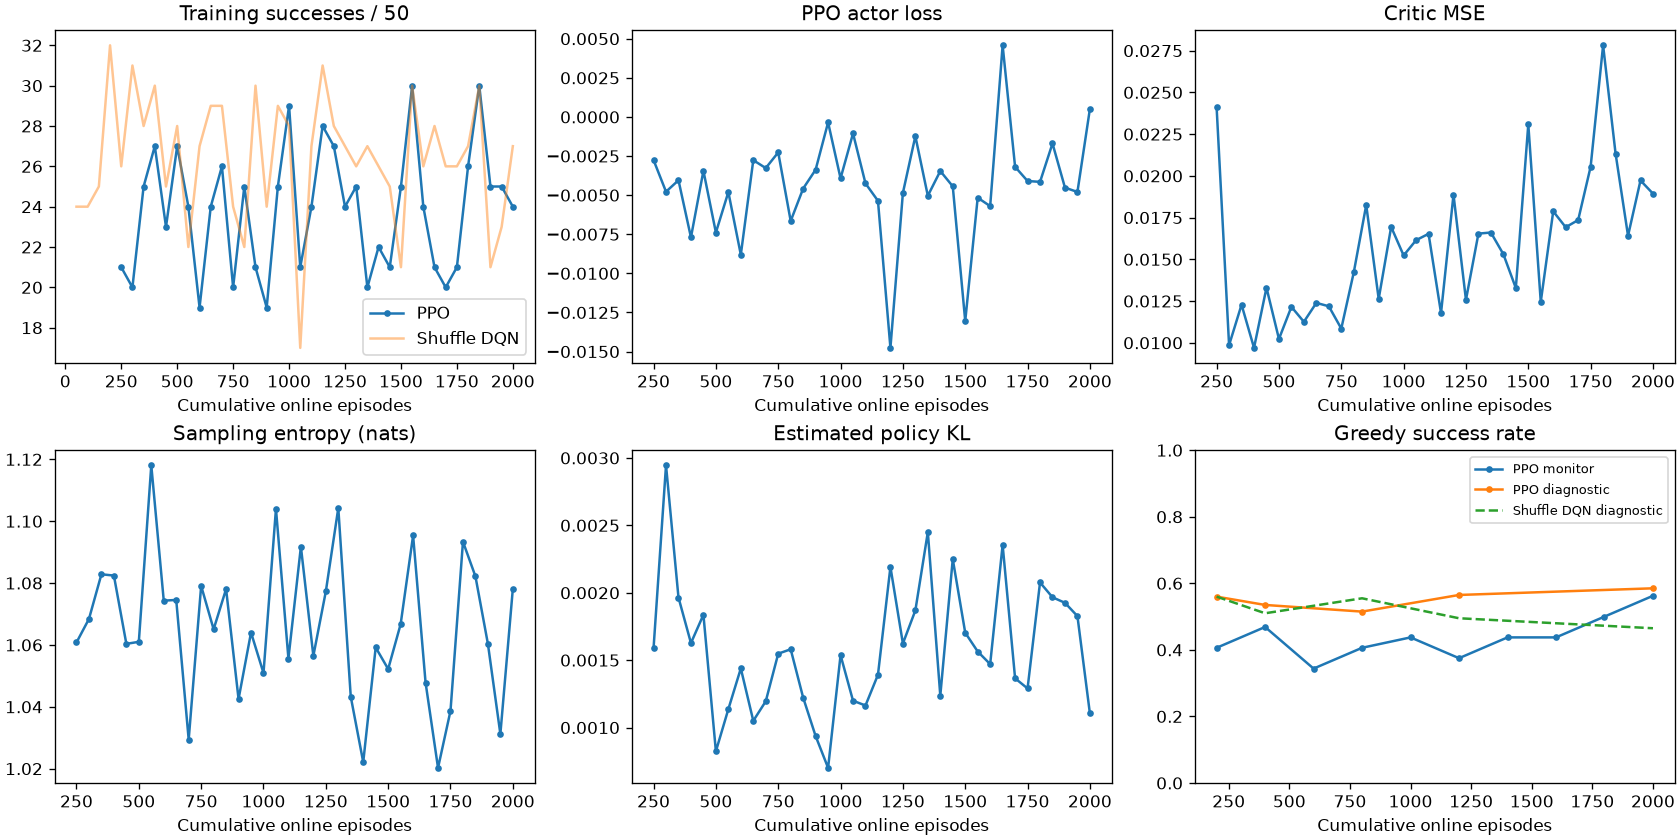 Training successes / 50
32
30
28
26
24
22
20
18
PPO
Shuffle DQN
0 250 500 750 1000 1250 1500 1750 2000
Cumulative online episodes
PPO actor loss
0.0050
0.0025
0.0000
−0.0025
−0.0050
−0.0075
−0.0100
−0.0125
−0.0150
250 500 750 1000 1250 1500 1750 2000
Cumulative online episodes
Critic MSE
0.0275
0.0250
0.0225
0.0200
0.0175
0.0150
0.0125
0.0100
250 500 750 1000 1250 1500 1750 2000
Cumulative online episodes
Sampling entropy (nats)
1.12
1.10
1.08
1.06
1.04
1.02
250 500 750 1000 1250 1500 1750 2000
Cumulative online episodes
Estimated policy KL
0.0030
0.0025
0.0020
0.0015
0.0010
250 500 750 1000 1250 1500 1750 2000
Cumulative online episodes
Greedy success rate
1.0
0.8
0.6
0.4
0.2
0.0
PPO monitor
PPO diagnostic
Shuffle DQN diagnostic
250 500 750 1000 1250 1500 1750 2000
Cumulative online episodes